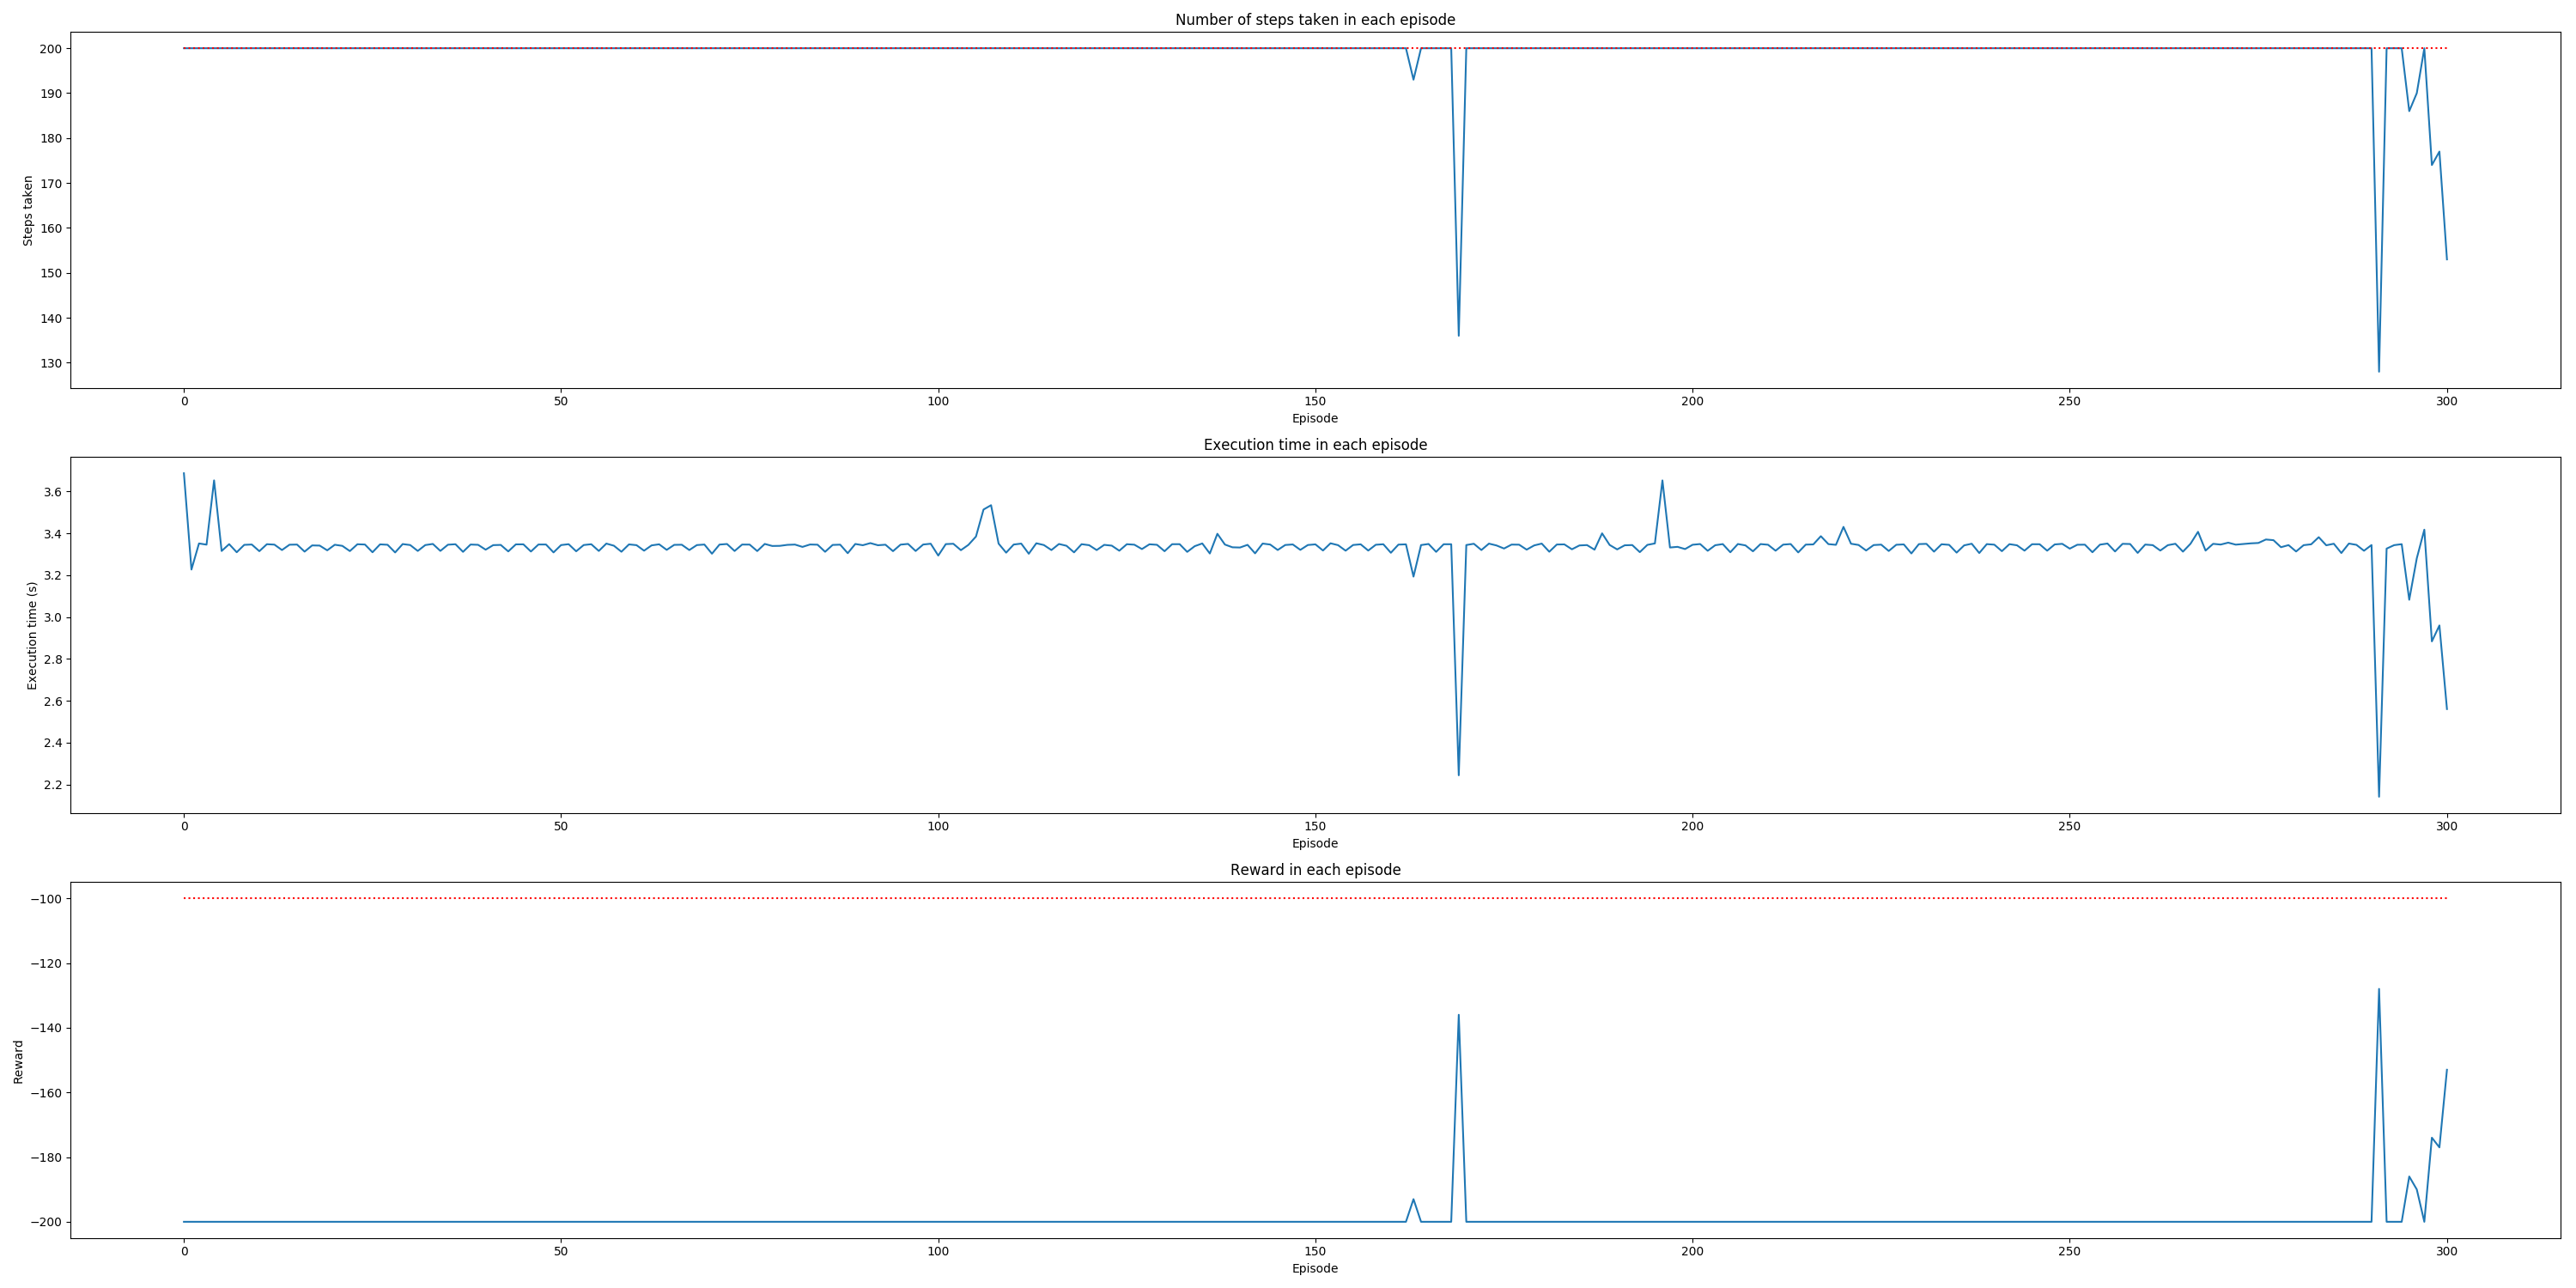 Number of steps taken in each episode
200
190
180
170
160
150
140
130
Steps taken
0 50 100 150 200 250 300
Episode
Execution time in each episode
3.6
3.4
3.2
3.0
2.8
2.6
2.4
2.2
Execution time (s)
0 50 100 150 200 250 300
Episode
Reward in each episode
−100
−120
−140
−160
−180
−200
Reward
0 50 100 150 200 250 300
Episode